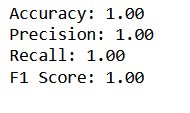 Accuracy: 1.00
Precision: 1.00
Recall: 1.00
F1 Score: 1.00